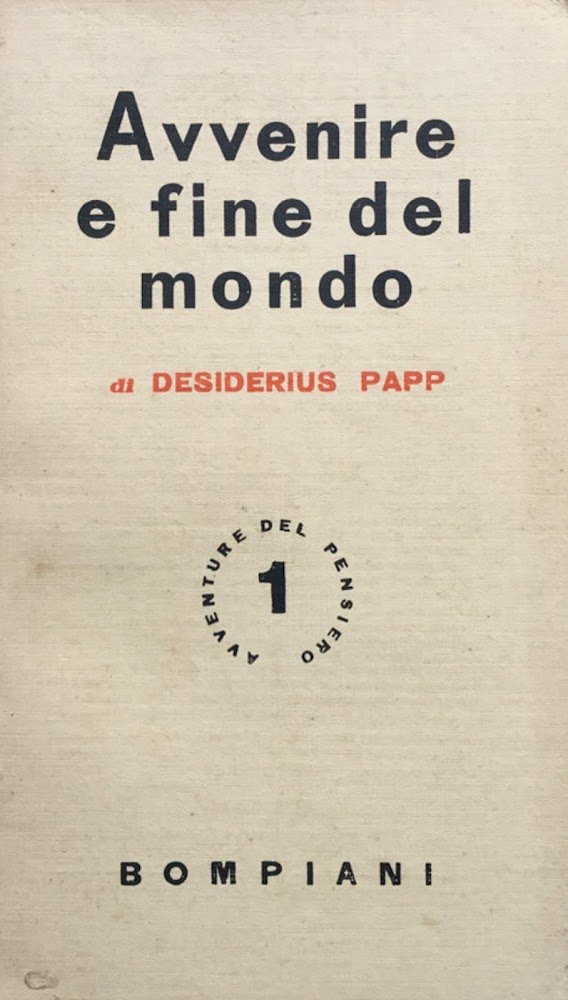 Avvenire
e fine del
mondo
di DESIDERIUS PAPP
AVVENTURE DEL PENSIERO
1
BOMPIANI